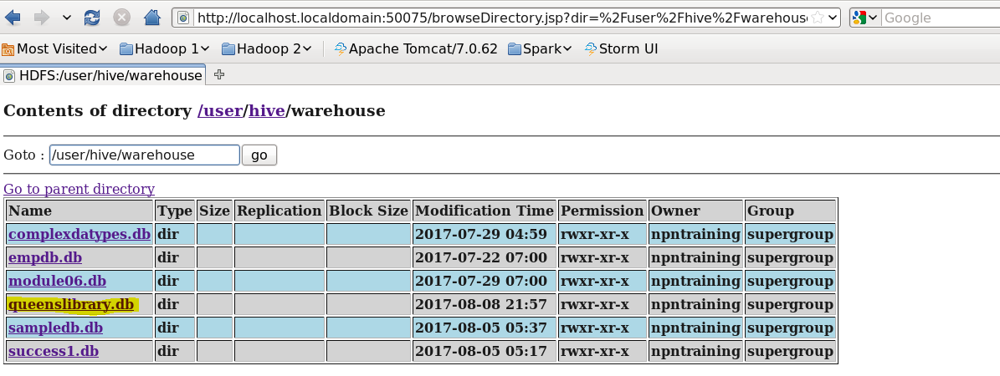 http://localhost.localdomain:50075/browseDirectory.jsp?dir=%2Fuser%2Fhive%2Fwarehouse
Google
Most Visited Hadoop 1 Hadoop 2 Apache Tomcat/7.0.62 Spark Storm UI
HDFS:/user/hive/warehouse
Contents of directory /user/hive/warehouse
Goto : /user/hive/warehouse go
Go to parent directory
Name Type Size Replication Block Size Modification Time Permission Owner Group
complexdatypes.db dir 2017-07-29 04:59 rwxr-xr-x npntraining supergroup
empdb.db dir 2017-07-22 07:00 rwxr-xr-x npntraining supergroup
module06.db dir 2017-07-29 07:00 rwxr-xr-x npntraining supergroup
queenslibrary.db dir 2017-08-08 21:57 rwxr-xr-x npntraining supergroup
sampledb.db dir 2017-08-05 05:37 rwxr-xr-x npntraining supergroup
success1.db dir 2017-08-05 05:17 rwxr-xr-x npntraining supergroup